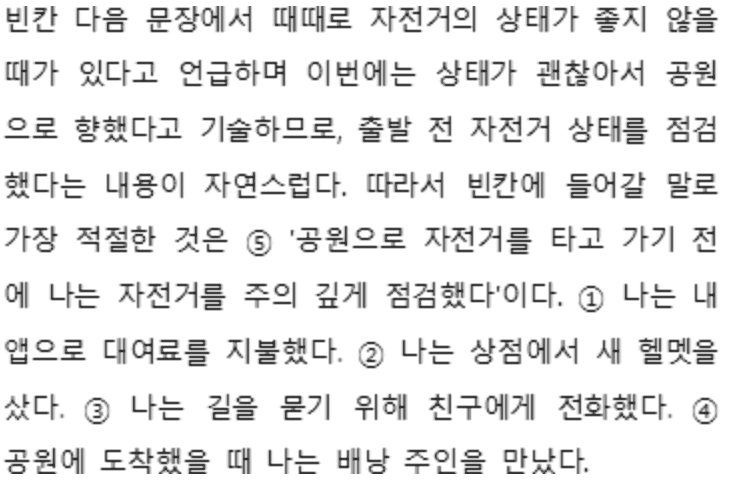 빈칸 다음 문장에서 때때로 자전거의 상태가 좋지 않을
때가 있다고 언급하며 이번에는 상태가 괜찮아서 공원
으로 향했다고 기술하므로, 출발 전 자전거 상태를 점검
했다는 내용이 자연스럽다. 따라서 빈칸에 들어갈 말로
가장 적절한 것은 ⑤ '공원으로 자전거를 타고 가기 전
에 나는 자전거를 주의 깊게 점검했다'이다. ① 나는 내
앱으로 대여료를 지불했다. ② 나는 상점에서 새 헬멧을
샀다. ③ 나는 길을 묻기 위해 친구에게 전화했다. ④
공원에 도착했을 때 나는 배낭 주인을 만났다.